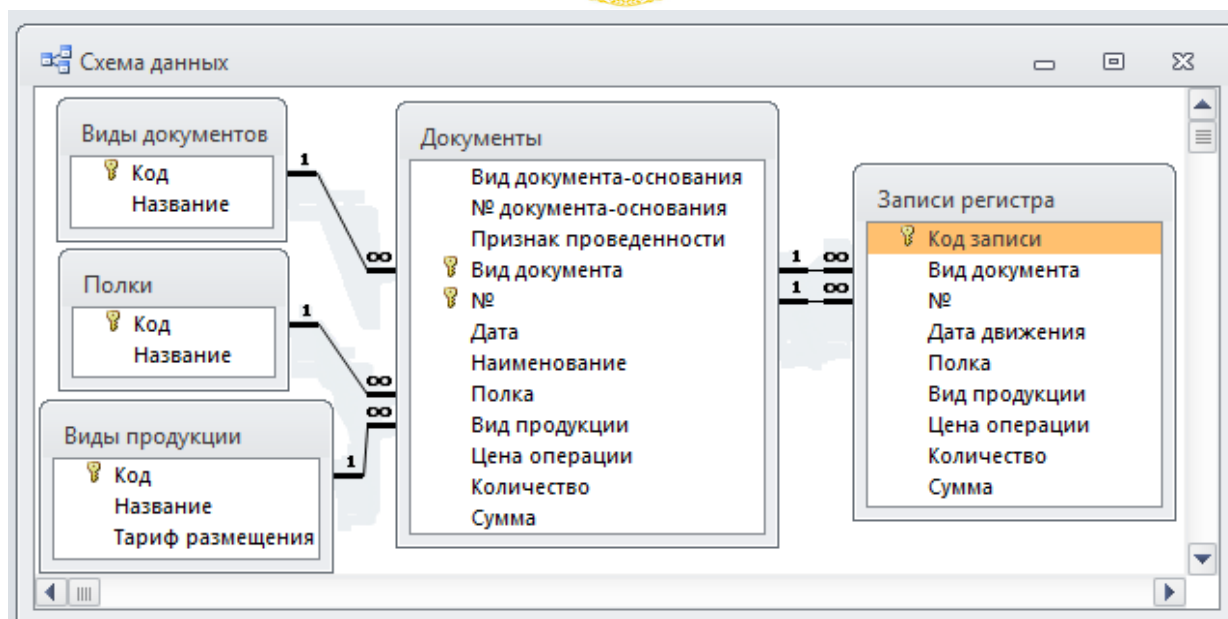 Схема данных
Виды документов
Код
Название
Полки
Код
Название
Виды продукции
Код
Название
Тариф размещения
1
∞
1
∞
∞
1
Документы
Вид документа-основания
№ документа-основания
Признак проведенности
Вид документа
№
Дата
Наименование
Полка
Вид продукции
Цена операции
Количество
Сумма
1 ∞
1 ∞
Записи регистра
Код записи
Вид документа
№
Дата движения
Полка
Вид продукции
Цена операции
Количество
Сумма